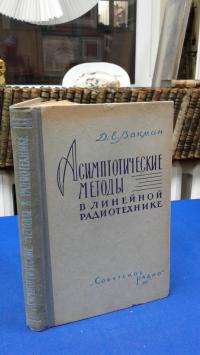 Д.Е.Вакман
Асимптотические
методы
в линейной
радиотехнике
"Советское радио"